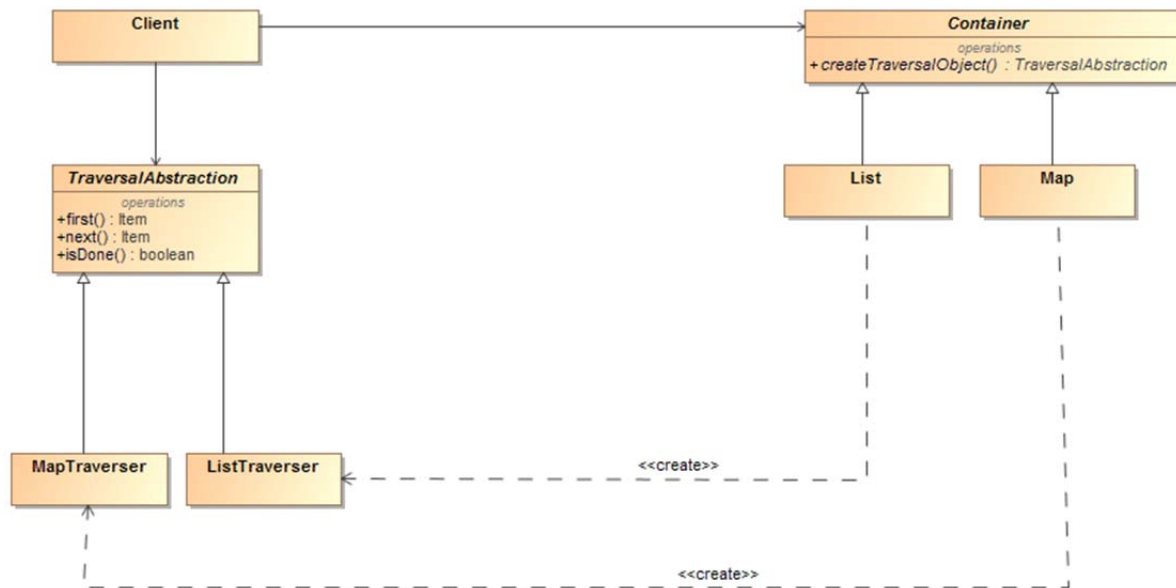 Client
Container
operations
+createTraversalObject() : TraversalAbstraction
TraversalAbstraction
operations
+first() : Item
+next() : Item
+isDone() : boolean
List
Map
MapTraverser
ListTraverser
<<create>>
<<create>>